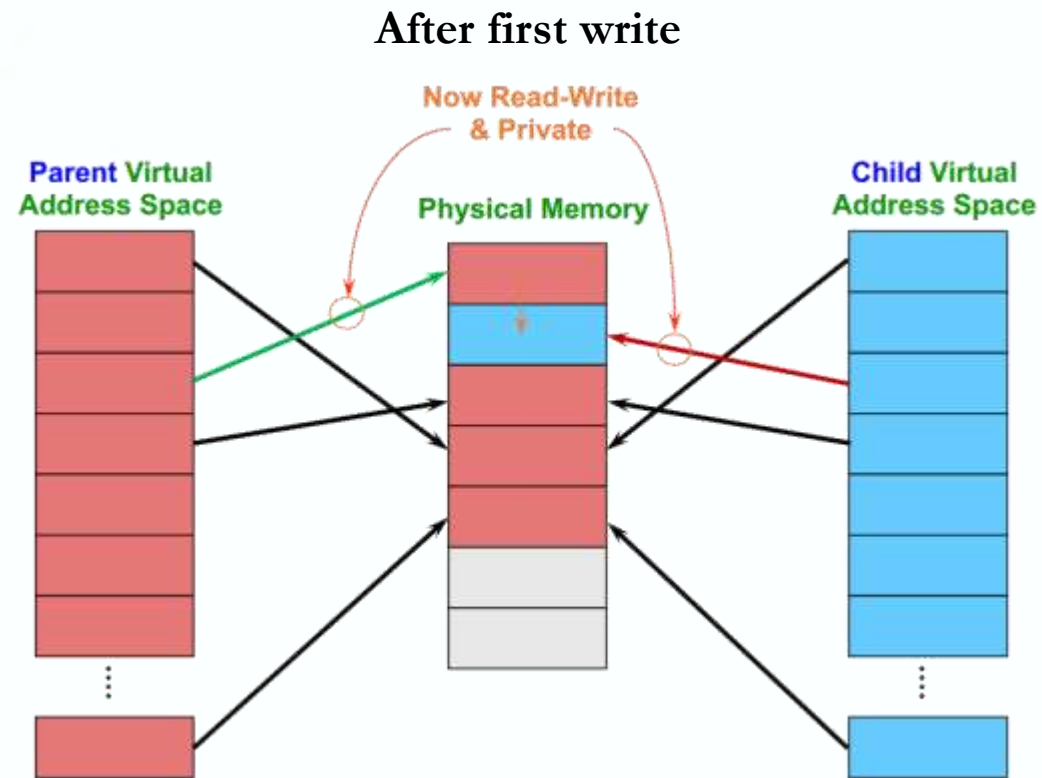 After first write
Now Read-Write
& Private
Parent Virtual
Address Space
Physical Memory
Child Virtual
Address Space